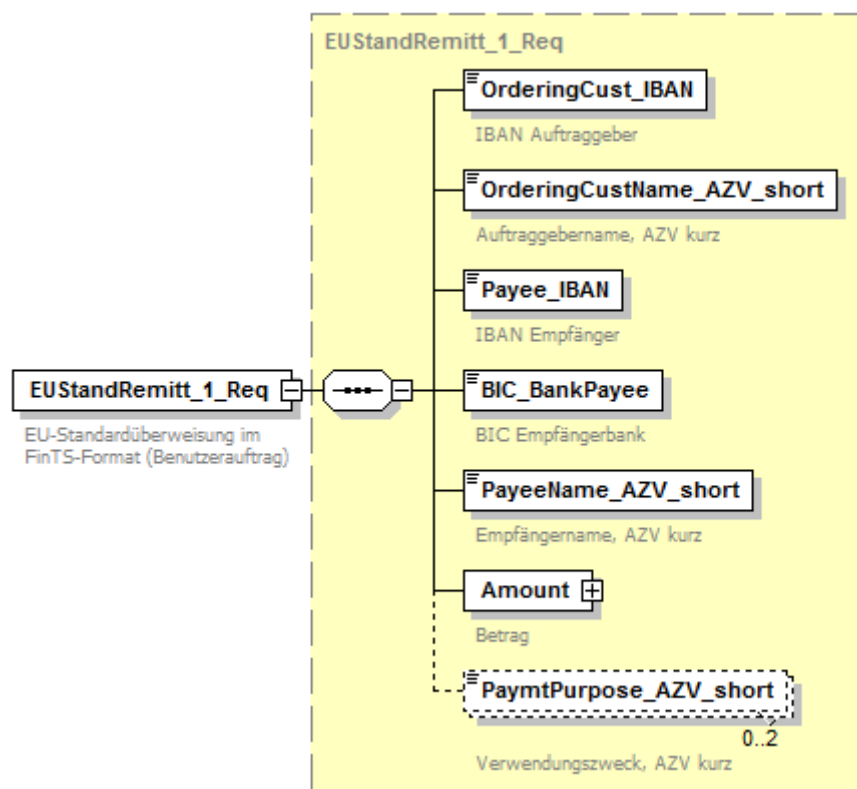 EUStandRemitt_1_Req
OrderingCust_IBAN
IBAN Auftraggeber
OrderingCustName_AZV_short
Auftraggebername, AZV kurz
Payee_IBAN
IBAN Empfänger
EUStandRemitt_1_Req
EU-Standardüberweisung im
FinTS-Format (Benutzerauftrag)
BIC_BankPayee
BIC Empfängerbank
PayeeName_AZV_short
Empfängername, AZV kurz
Amount
Betrag
PaymtPurpose_AZV_short
0..2
Verwendungszweck, AZV kurz